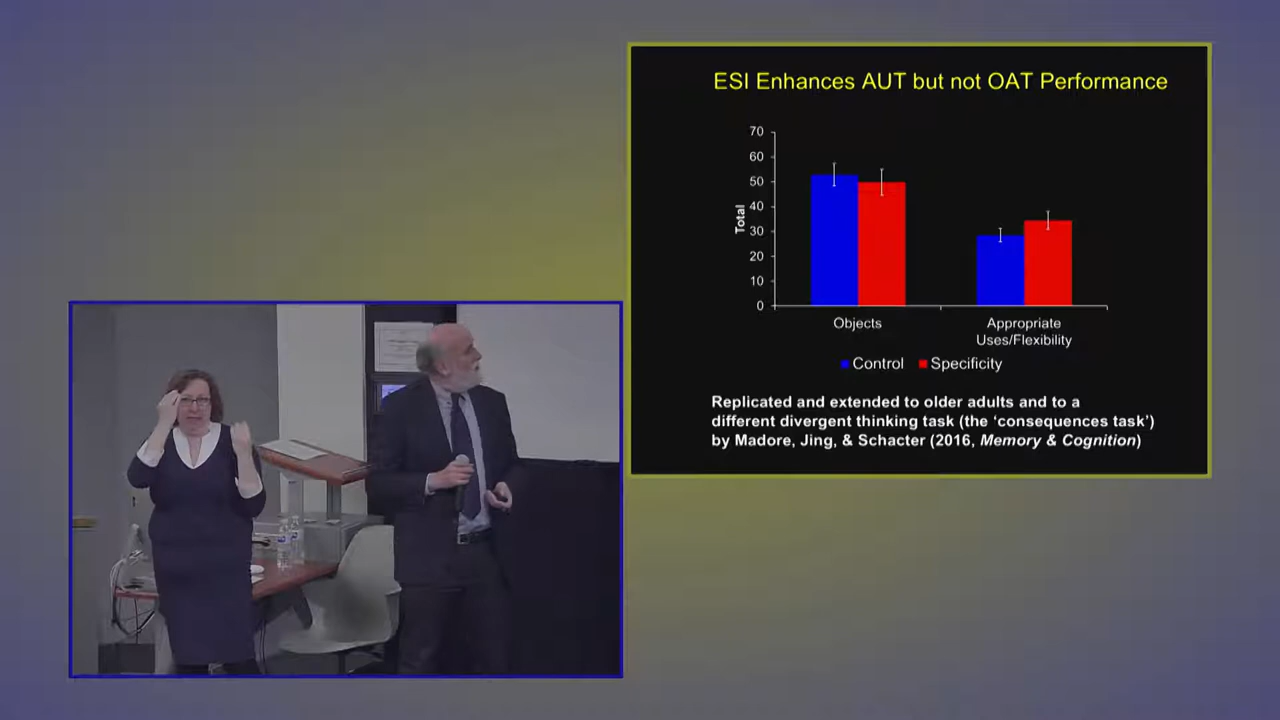 ESI Enhances AUT but not OAT Performance
70
60
50
40
30
20
10
0
Total
Objects
Appropriate
Uses/Flexibility
Control
Specificity
Replicated and extended to older adults and to a
different divergent thinking task (the ‘consequences task’)
by Madore, Jing, & Schacter (2016, Memory & Cognition)